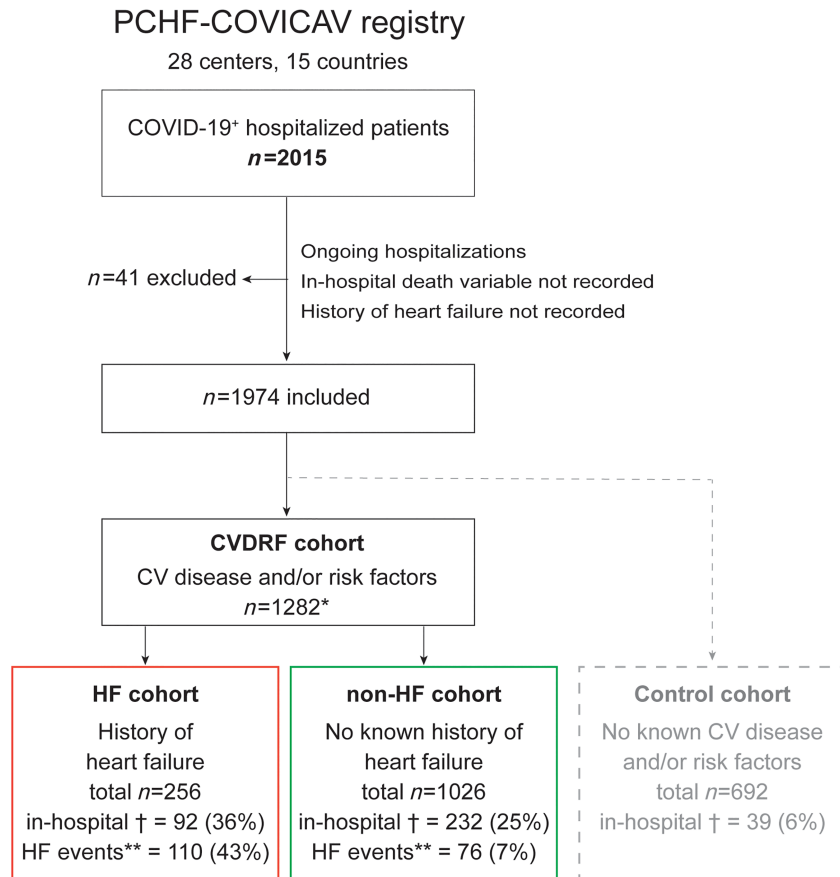 PCHF-COVICAV registry
28 centers, 15 countries
COVID-19⁺ hospitalized patients
n=2015
Ongoing hospitalizations
n=41 excluded
In-hospital death variable not recorded
History of heart failure not recorded
n=1974 included
CVDRF cohort
CV disease and/or risk factors
n=1282*
HF cohort
History of
heart failure
total n=256
in-hospital † = 92 (36%)
HF events** = 110 (43%)
non-HF cohort
No known history of
heart failure
total n=1026
in-hospital † = 232 (25%)
HF events** = 76 (7%)
Control cohort
No known CV disease
and/or risk factors
total n=692
in-hospital † = 39 (6%)